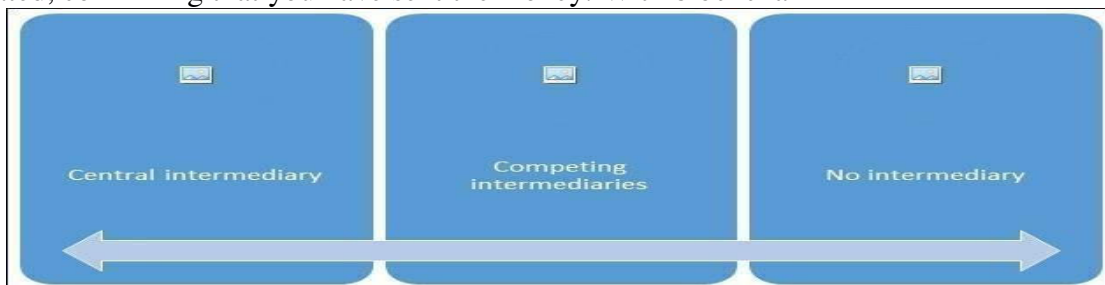 Central intermediary
Competing
intermediaries
No intermediary